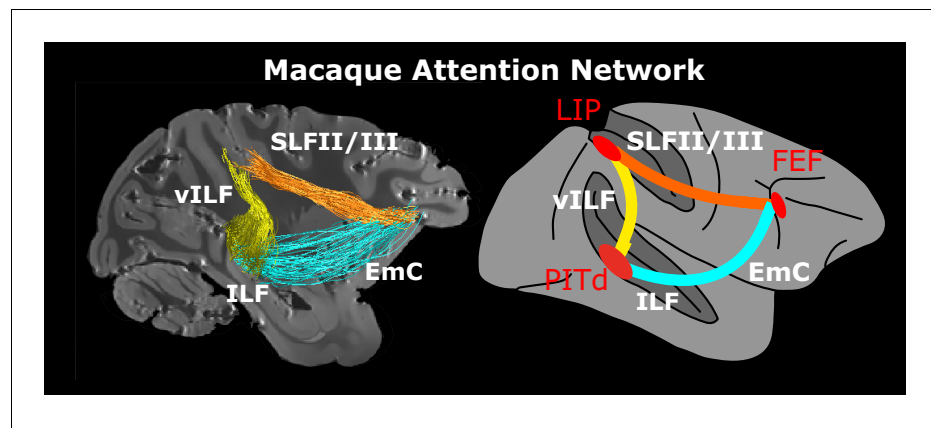 Macaque Attention Network
SLFII/III
vILF
EmC
ILF
LIP
SLFII/III
FEF
vILF
PITd
EmC
ILF